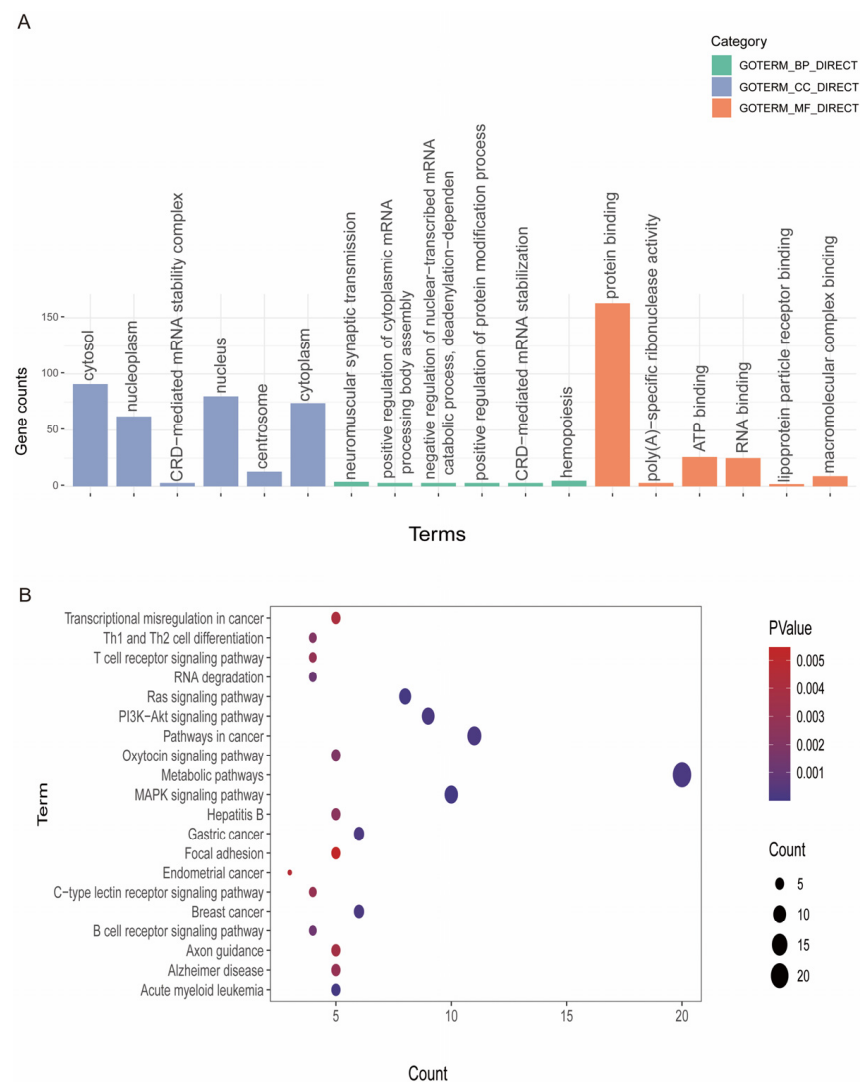 A
Category
GOTERM_BP_DIRECT
GOTERM_CC_DIRECT
GOTERM_MF_DIRECT
Gene counts
150
100
50
0
cytosol
nucleoplasm
CRD−mediated mRNA stability complex
nucleus
centrosome
cytoplasm
neuromuscular synaptic transmission
positive regulation of cytoplasmic mRNA
processing body assembly
negative regulation of nuclear−transcribed mRNA
catabolic process, deadenylation−dependen
positive regulation of protein modification process
CRD−mediated mRNA stabilization
hemopoiesis
protein binding
poly(A)−specific ribonuclease activity
ATP binding
RNA binding
lipoprotein particle receptor binding
macromolecular complex binding
Terms
B
Term
Transcriptional misregulation in cancer
Th1 and Th2 cell differentiation
T cell receptor signaling pathway
RNA degradation
Ras signaling pathway
PI3K−Akt signaling pathway
Pathways in cancer
Oxytocin signaling pathway
Metabolic pathways
MAPK signaling pathway
Hepatitis B
Gastric cancer
Focal adhesion
Endometrial cancer
C−type lectin receptor signaling pathway
Breast cancer
B cell receptor signaling pathway
Axon guidance
Alzheimer disease
Acute myeloid leukemia
5
10
15
20
Count
PValue
0.005
0.004
0.003
0.002
0.001
Count
5
10
15
20